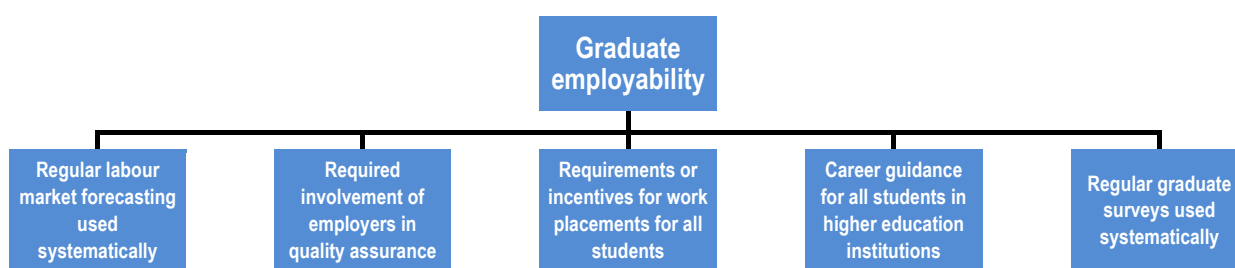 Graduate
employability
Regular labour
market forecasting
used
systematically
Required
involvement of
employers in
quality assurance
Requirements or
incentives for work
placements for all
students
Career guidance
for all students in
higher education
institutions
Regular graduate
surveys used
systematically